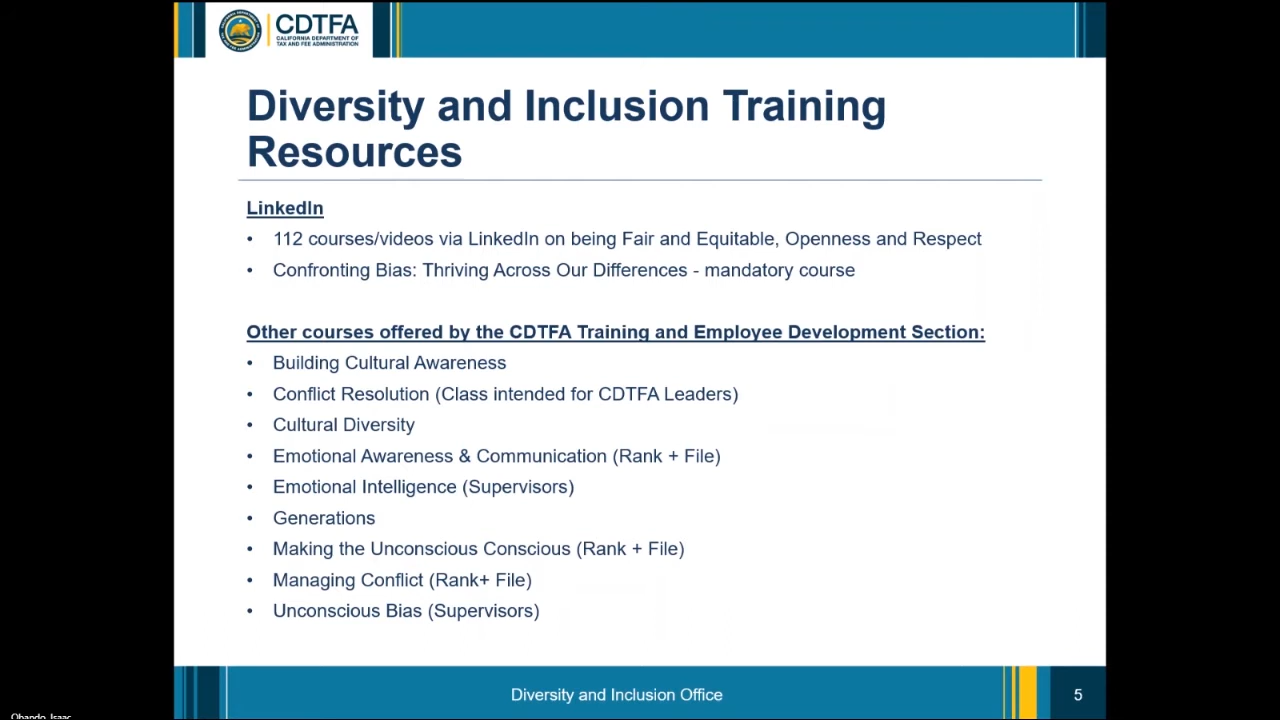 CDTFA
CALIFORNIA DEPARTMENT OF
TAX AND FEE ADMINISTRATION
Diversity and Inclusion Training
Resources
LinkedIn
• 112 courses/videos via LinkedIn on being Fair and Equitable, Openness and Respect
• Confronting Bias: Thriving Across Our Differences - mandatory course
Other courses offered by the CDTFA Training and Employee Development Section:
• Building Cultural Awareness
• Conflict Resolution (Class intended for CDTFA Leaders)
• Cultural Diversity
• Emotional Awareness & Communication (Rank + File)
• Emotional Intelligence (Supervisors)
• Generations
• Making the Unconscious Conscious (Rank + File)
• Managing Conflict (Rank+ File)
• Unconscious Bias (Supervisors)
Diversity and Inclusion Office
5
Obando, Isaac